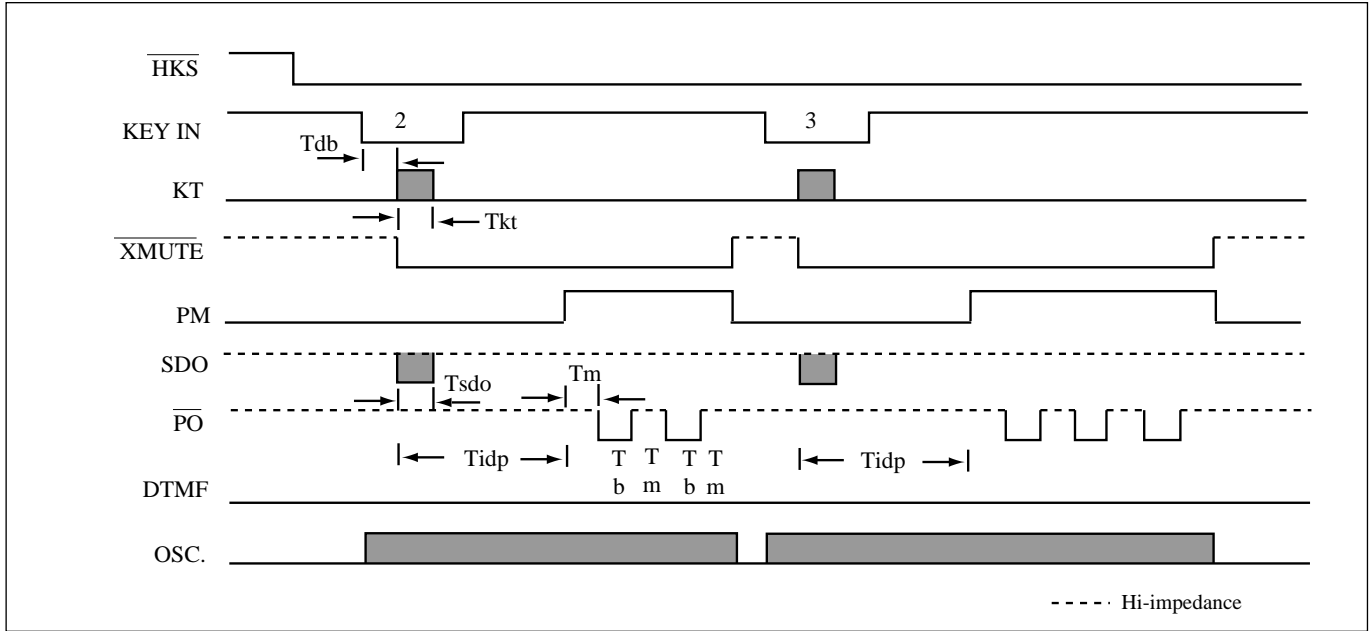 HKS
KEY IN
2
3
Tdb
KT
Tkt
XMUTE
PM
SDO
Tsdo
Tm
PO
Tidp
T
b
T
m
T
b
T
m
Tidp
DTMF
OSC.
Hi-impedance